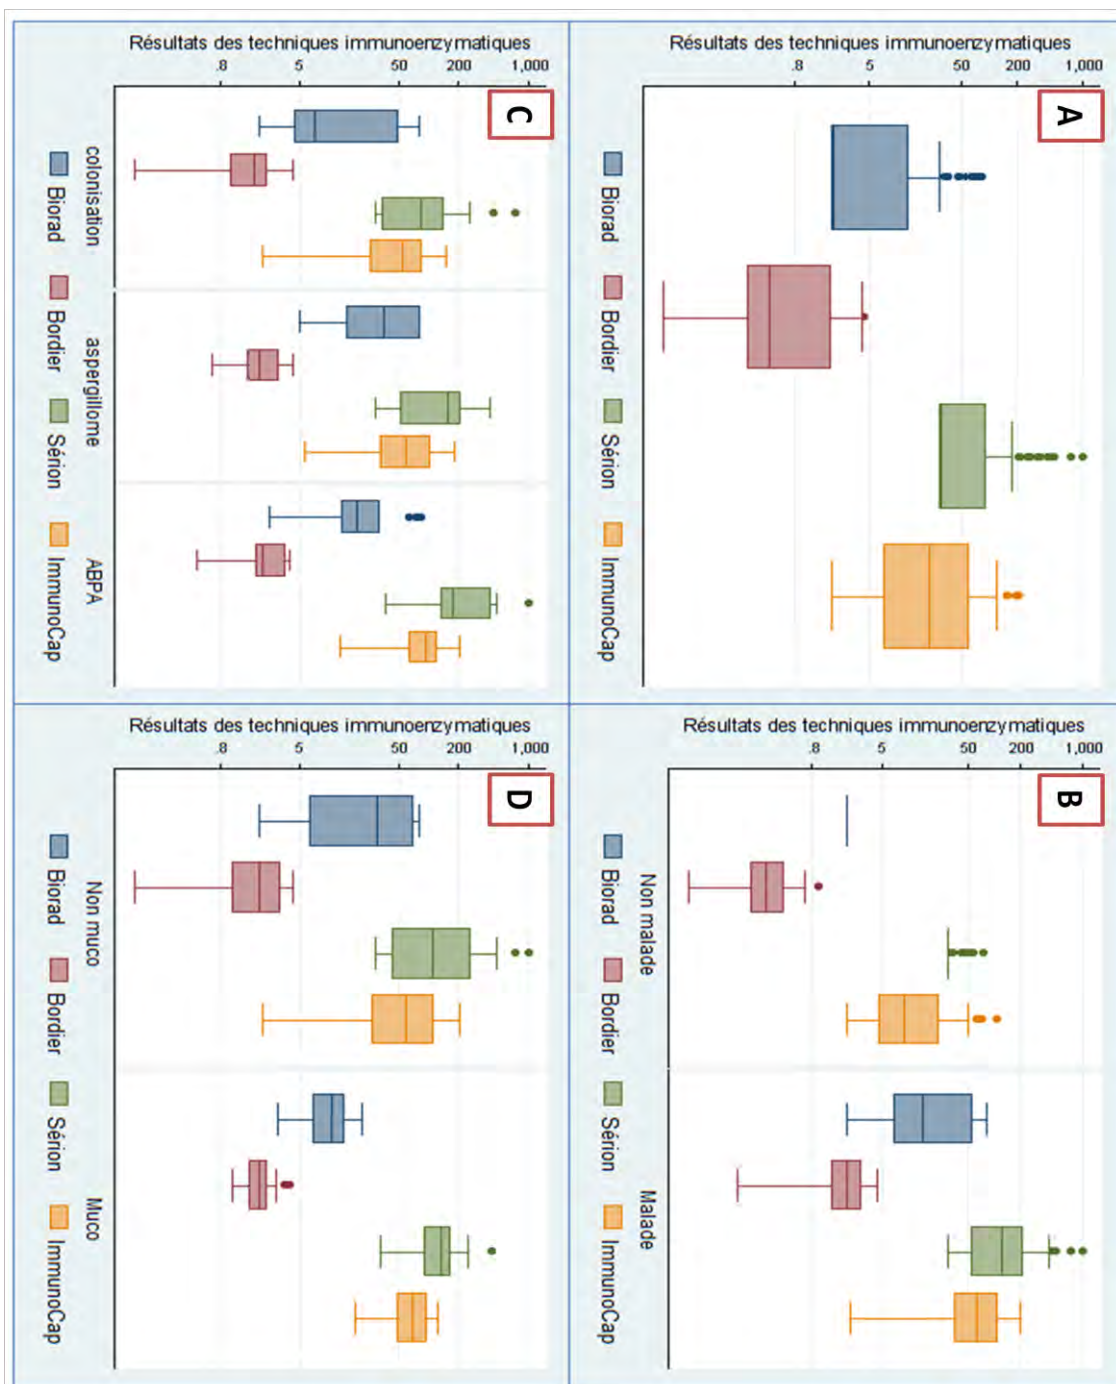 A
Résultats des techniques immunoenzymatiques
.8 5 50 200 1,000
Biorad Bordier Sérion ImmunoCap
B
Résultats des techniques immunoenzymatiques
.8 5 50 200 1,000
Non malade Malade
Biorad Bordier Sérion ImmunoCap
C
Résultats des techniques immunoenzymatiques
.8 5 50 200 1,000
colonisation aspergillome ABPA
Biorad Bordier Sérion ImmunoCap
D
Résultats des techniques immunoenzymatiques
.8 5 50 200 1,000
Non muco Muco
Biorad Bordier Sérion ImmunoCap